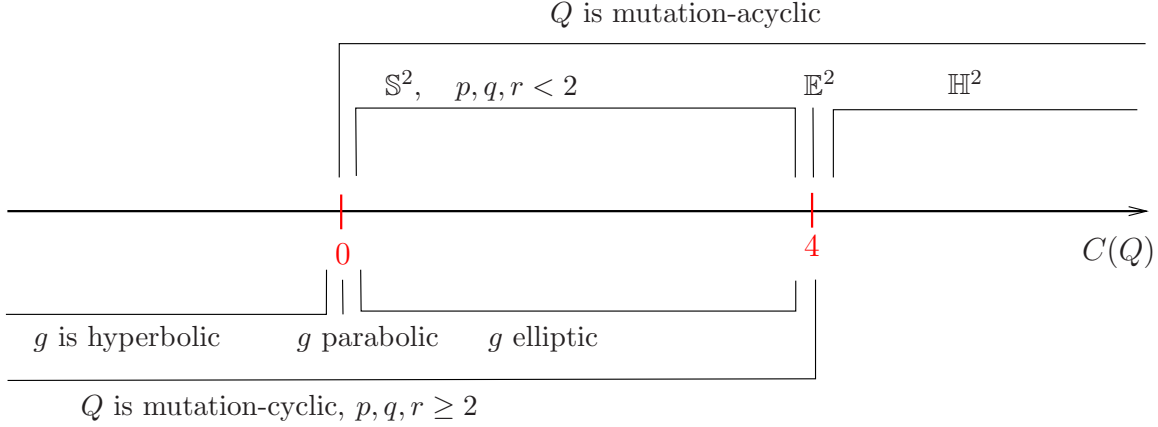 Q is mutation-acyclic
𝕊², p, q, r < 2
𝔼²
ℍ²
0
4
C(Q)
g is hyperbolic
g parabolic
g elliptic
Q is mutation-cyclic, p, q, r ≥ 2